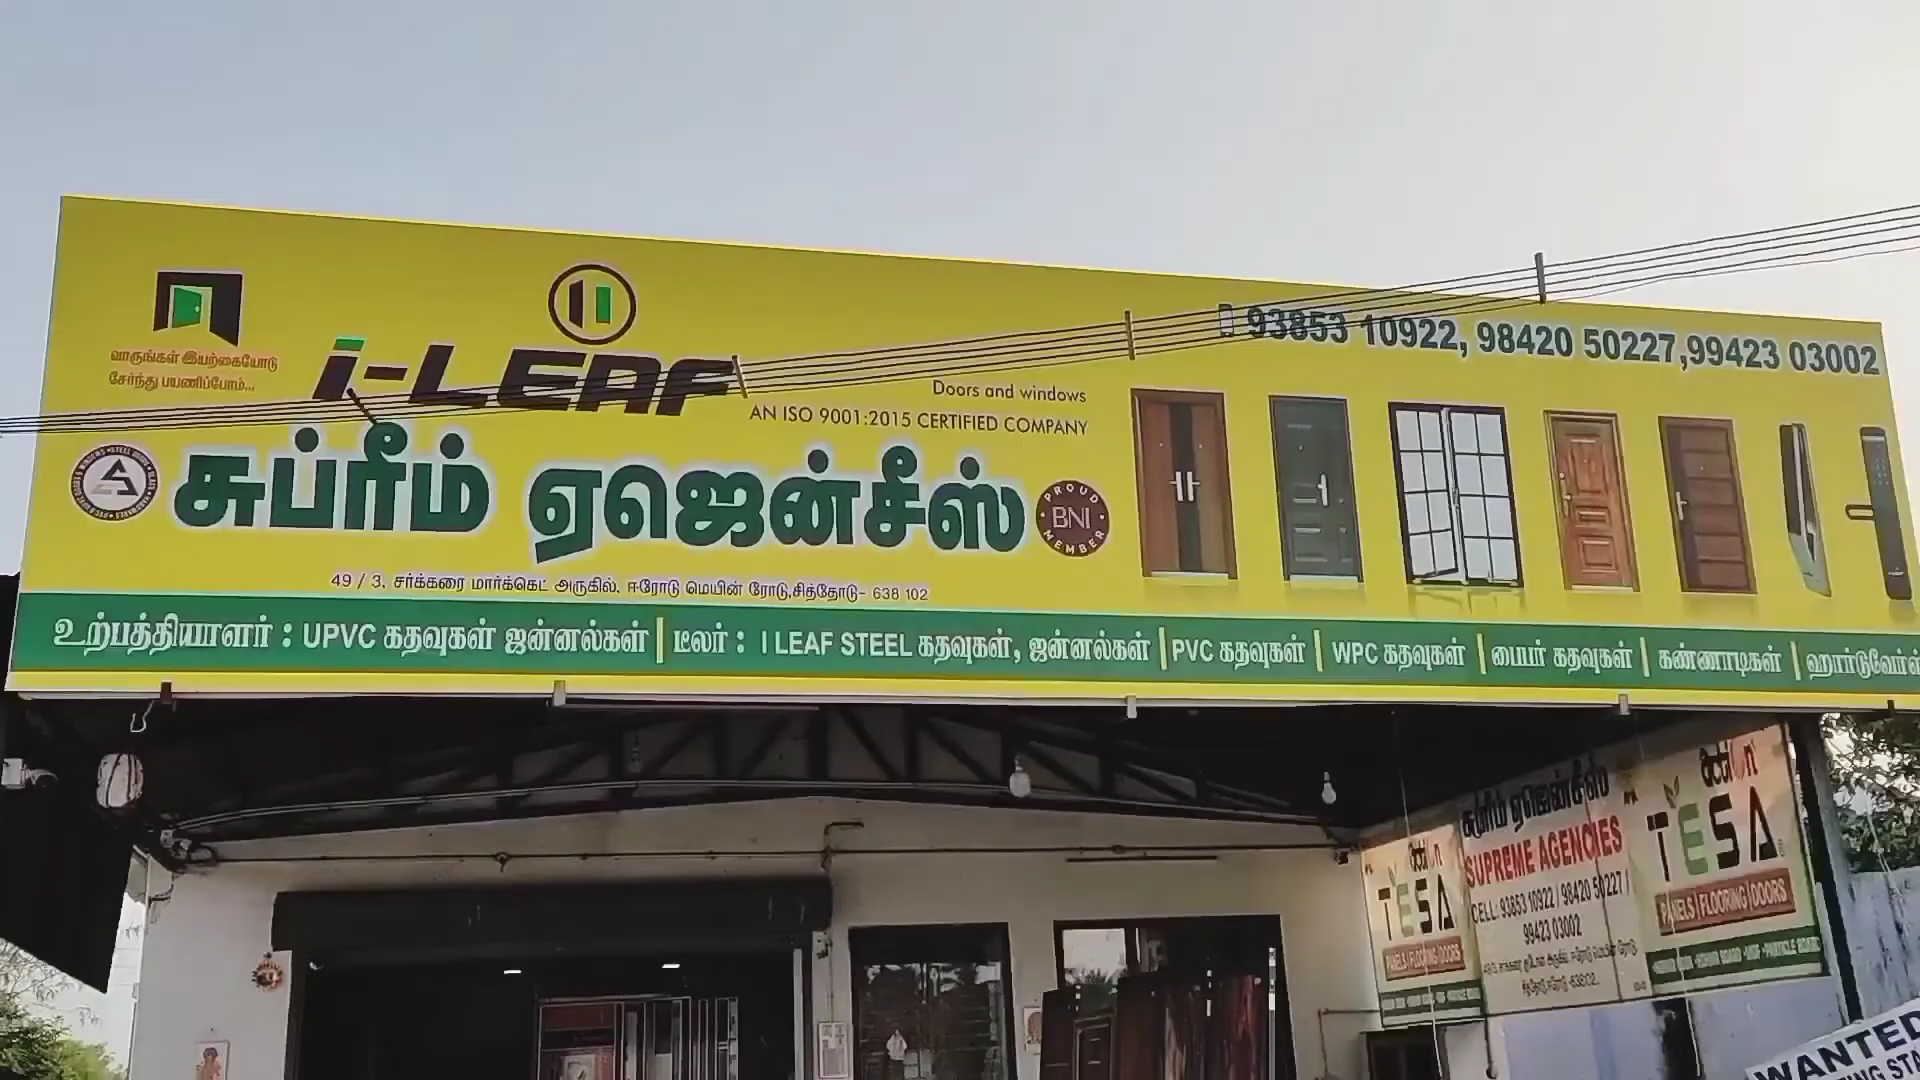 93853 10922, 98420 50227,99423 03002
வாருங்கள் இயற்கையோடு
சேர்ந்து பயணிப்போம்...
i-LEAF
Doors and windows
AN ISO 9001:2015 CERTIFIED COMPANY
சுப்ரீம் ஏஜென்சீஸ்
PROUD
BNI
MEMBER
49 / 3, சர்க்கரை மார்க்கெட் அருகில், ஈரோடு மெயின் ரோடு,சித்தோடு- 638 102
உற்பத்தியாளர் : UPVC கதவுகள் ஜன்னல்கள் | டீலர் : I LEAF STEEL கதவுகள், ஜன்னல்கள் | PVC கதவுகள் | WPC கதவுகள் | பைபர் கதவுகள் | கண்ணாடிகள் | ஹார்டுவேர்ஸ்
TESA
PANELS | FLOORING | DOORS
சுப்ரீம் ஏஜென்சீஸ்
SUPREME AGENCIES
CELL: 93853 10922 / 98420 50227 /
99423 03002
action
TESA
PANELS | FLOORING | DOORS
WANTED